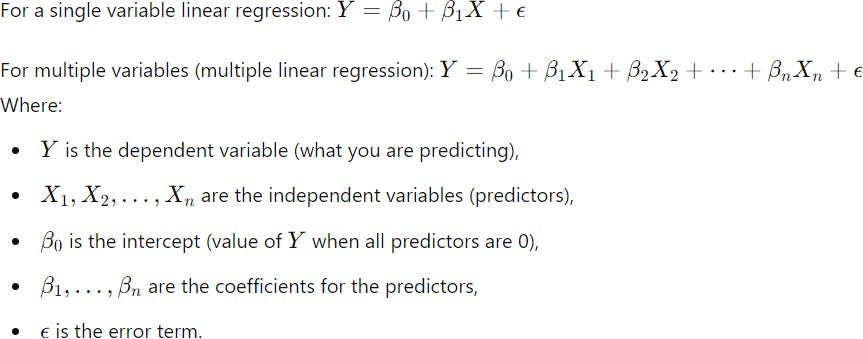 For a single variable linear regression: Y = β₀ + β₁X + ϵ
For multiple variables (multiple linear regression): Y = β₀ + β₁X₁ + β₂X₂ + ⋯ + βₙXₙ + ϵ
Where:
• Y is the dependent variable (what you are predicting),
• X₁, X₂, . . . , Xₙ are the independent variables (predictors),
• β₀ is the intercept (value of Y when all predictors are 0),
• β₁, . . . , βₙ are the coefficients for the predictors,
• ϵ is the error term.